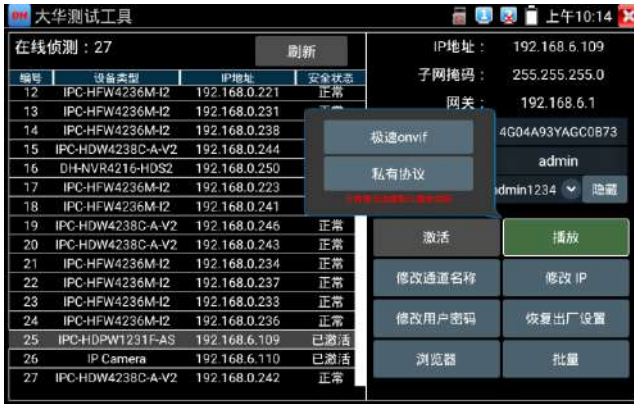 DH 大华测试工具
上午10:14
在线侦测：27
刷新
编号 设备类型 IP地址 安全状态
12 IPC-HFW4236M-I2 192.168.0.221 正常
13 IPC-HFW4236M-I2 192.168.0.231
14 IPC-HFW4236M-I2 192.168.0.238
15 IPC-HDW4238C-A-V2 192.168.0.244
16 DH-NVR4216-HDS2 192.168.0.250
17 IPC-HFW4236M-I2 192.168.0.223
18 IPC-HFW4236M-I2 192.168.0.241
19 IPC-HDW4238C-A-V2 192.168.0.246 正常
20 IPC-HDW4238C-A-V2 192.168.0.243 正常
21 IPC-HFW4236M-I2 192.168.0.234 正常
22 IPC-HFW4236M-I2 192.168.0.237 正常
23 IPC-HFW4236M-I2 192.168.0.233 正常
24 IPC-HFW4236M-I2 192.168.0.236 正常
25 IPC-HDPW1231F-AS 192.168.6.109 已激活
26 IP Camera 192.168.6.110 已激活
27 IPC-HDW4238C-A-V2 192.168.0.242 正常
IP地址： 192.168.6.109
子网掩码： 255.255.255.0
网关： 192.168.6.1
4G04A93YAGC0B73
admin
dmin1234 隐藏
极速onvif
私有协议
激活 播放
修改通道名称 修改 IP
修改用户密码 恢复出厂设置
浏览器 批量